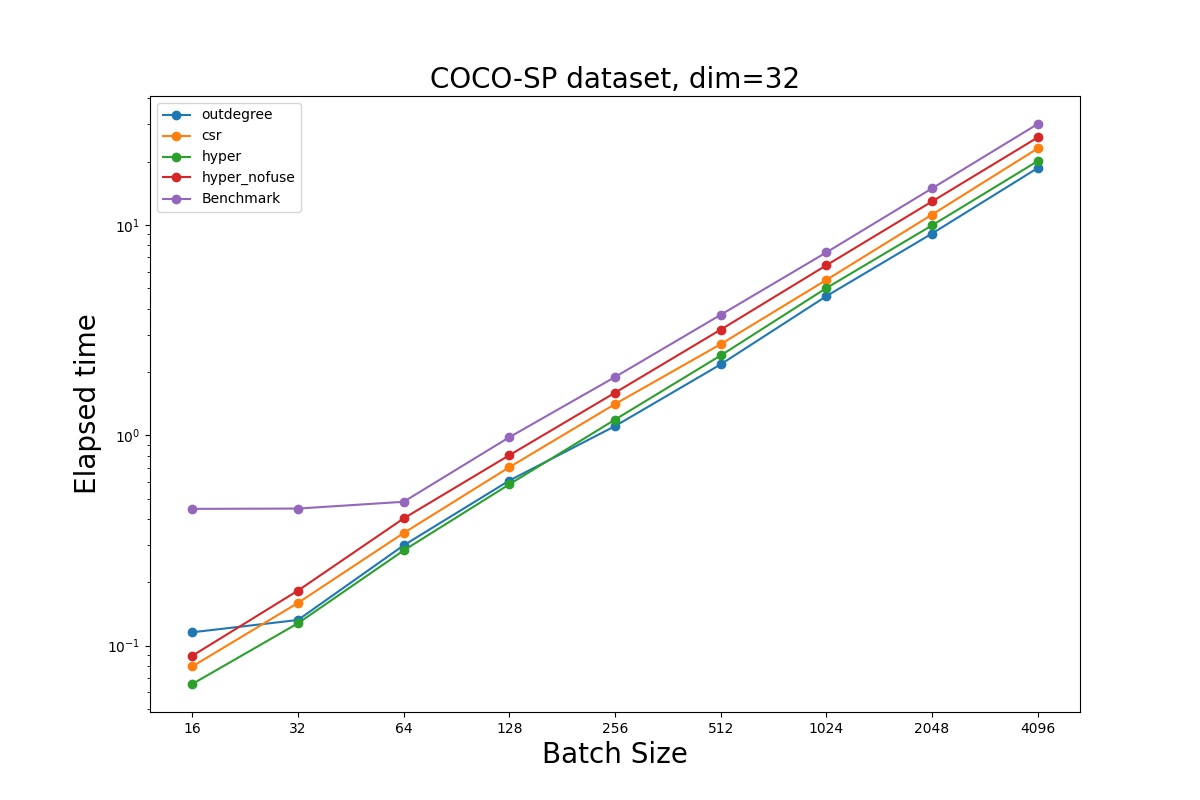 COCO-SP dataset, dim=32
outdegree
csr
hyper
hyper_nofuse
Benchmark
10¹
10⁰
10⁻¹
Elapsed time
16 32 64 128 256 512 1024 2048 4096
Batch Size